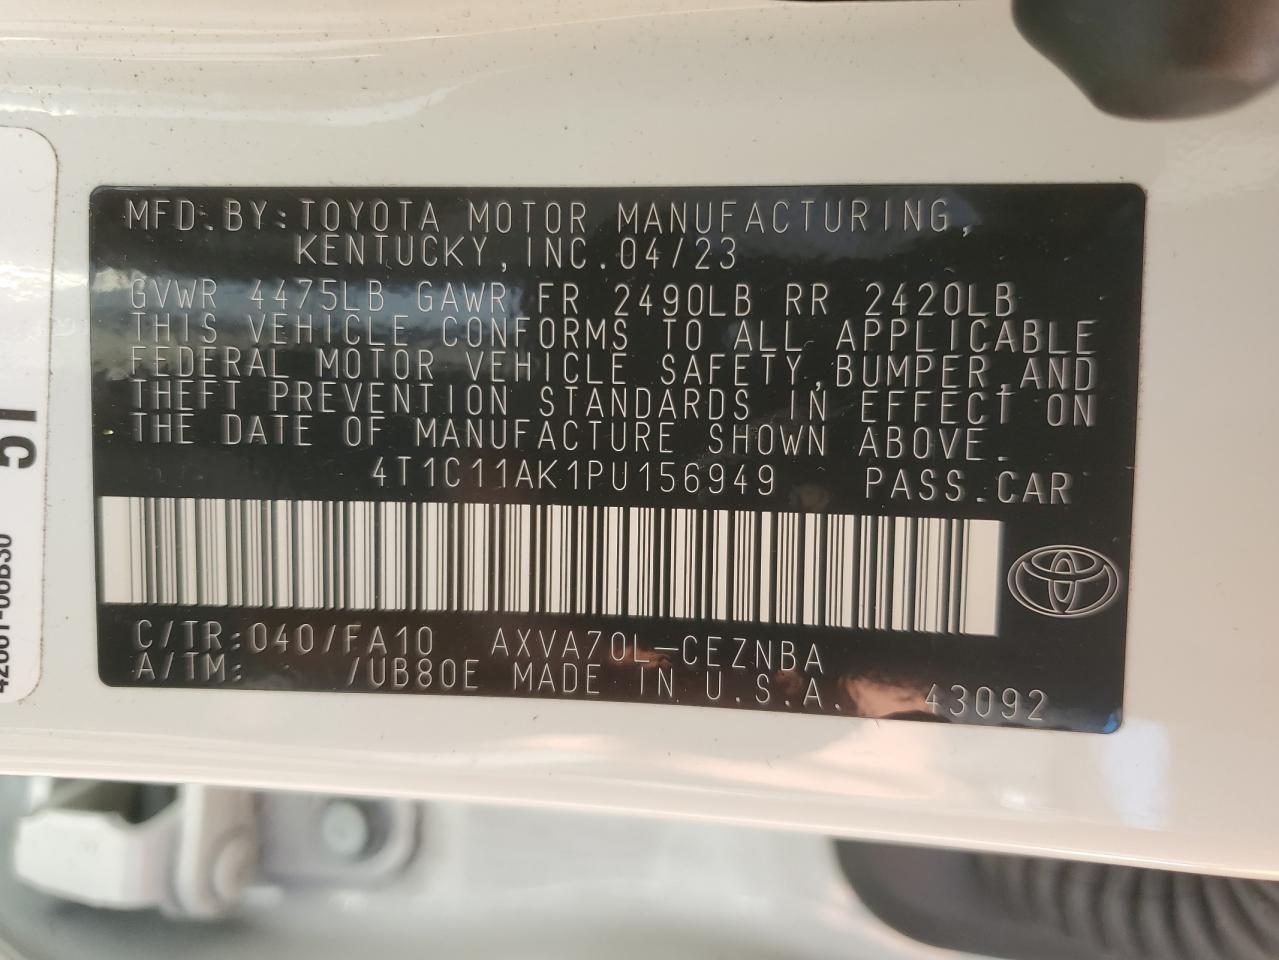 MFD.BY:TOYOTA MOTOR MANUFACTURING,
KENTUCKY,INC.04/23
GVWR 4475LB GAWR FR 2490LB RR 2420LB
THIS VEHICLE CONFORMS TO ALL APPLICABLE
FEDERAL MOTOR VEHICLE SAFETY,BUMPER,AND
THEFT PREVENTION STANDARDS IN EFFECT ON
THE DATE OF MANUFACTURE SHOWN ABOVE.
4T1C11AK1PU156949 PASS.CAR
C/TR:040/FA10 AXVA70L-CEZNBA
A/TM: /UB80E MADE IN U.S.A. 43092